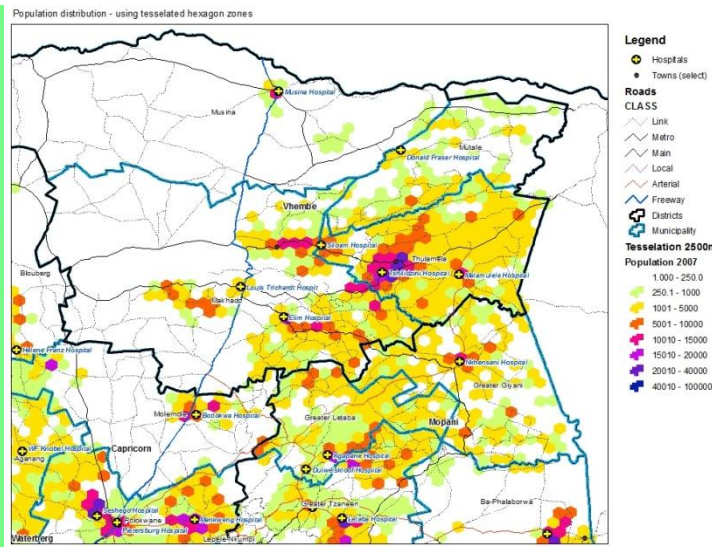 Population distribution - using tesselated hexagon zones
Legend
Hospitals
Towns (select)
Roads
CLASS
Link
Metro
Main
Local
Arterial
Freeway
Districts
Municipality
Tesselation 2500m
Population 2007
1.000 - 250.0
250.1 - 1000
1001 - 5000
5001 - 10000
10010 - 15000
15010 - 20000
20010 - 40000
40010 - 100000
Musina Hospital
Musina
Mutale
Donald Fraser Hospital
Vhembe
Siloam Hospital
Thulamela
Tshilidzini Hospital
Malamulele Hospital
Blouberg
Louis Trichardt Hospit
Makhado
Elim Hospital
Helene Franz Hospital
Nkhensani Hospital
Greater Giyani
Molemole
Botlokwa Hospital
Greater Letaba
Mopani
Capricorn
WF Knobel Hospital
Aganang
Kgapane Hospital
Duiwelskloof Hospital
Ba-Phalaborwa
Seshego Hospital
Polokwane
Pietersburg Hospital
Mankweng Hospital
Greater Tzaneen
Letaba Hospital
Waterberg
Lepele-Nkumpi